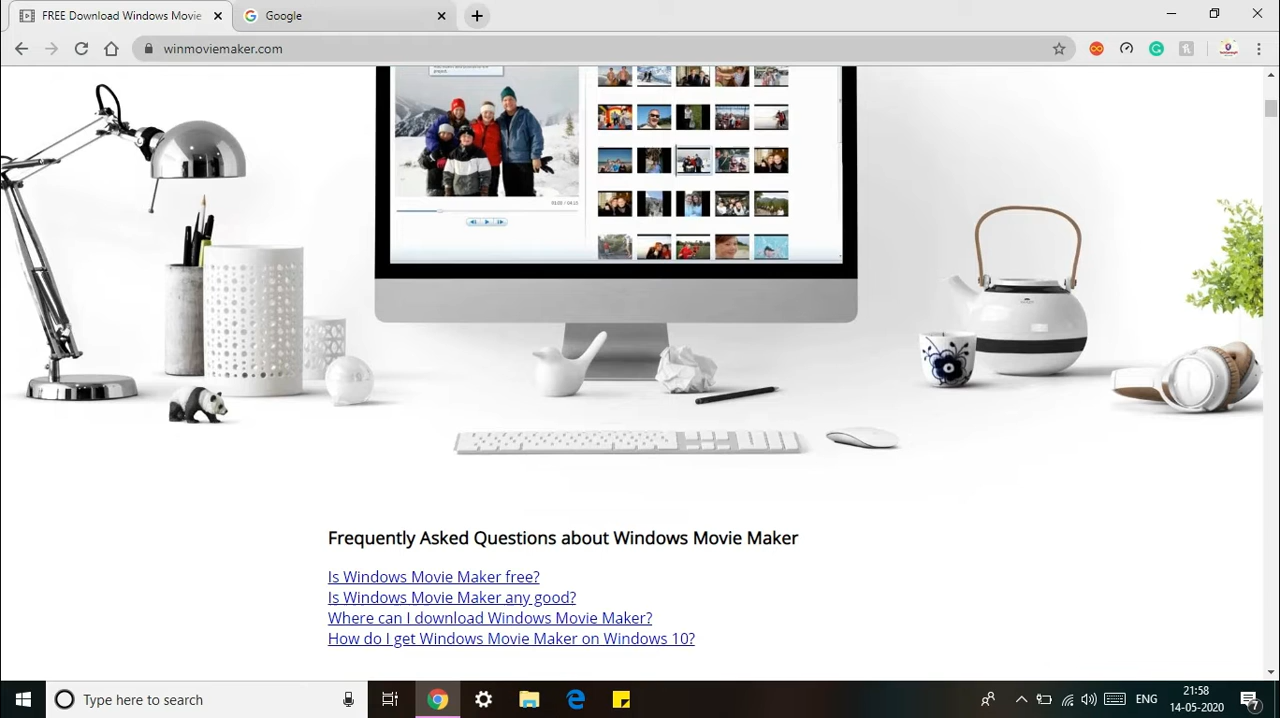 FREE Download Windows Movie
Google
winmoviemaker.com
Frequently Asked Questions about Windows Movie Maker
Is Windows Movie Maker free?
Is Windows Movie Maker any good?
Where can I download Windows Movie Maker?
How do I get Windows Movie Maker on Windows 10?
Type here to search
ENG
21:58
14-05-2020
7